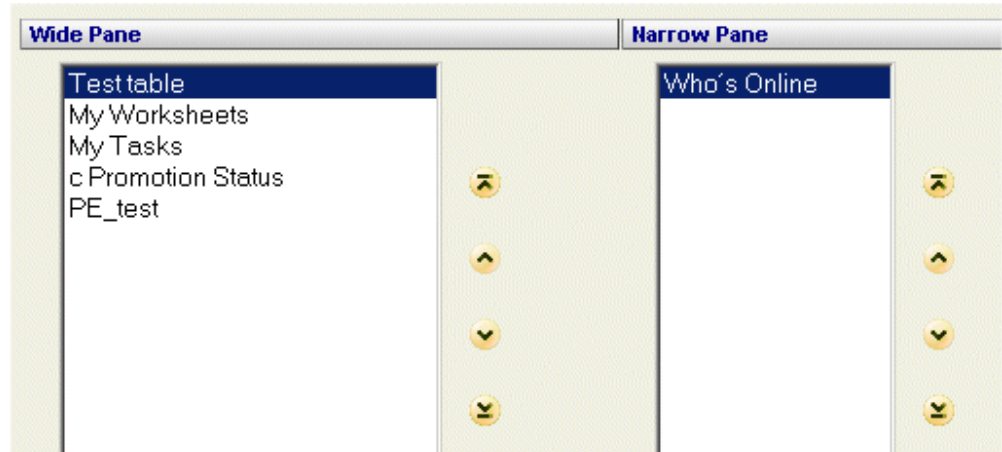 Wide Pane
Narrow Pane
Test table
My Worksheets
My Tasks
c Promotion Status
PE_test
Who´s Online